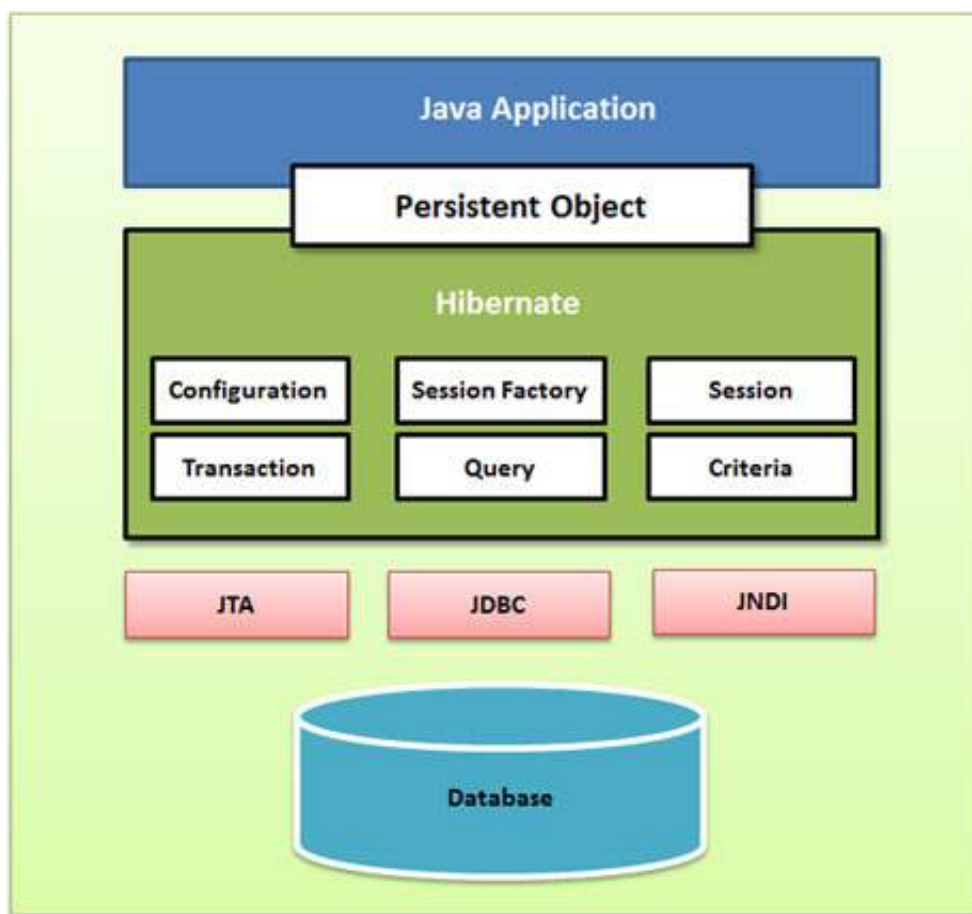 Java Application
Persistent Object
Hibernate
Configuration
Session Factory
Session
Transaction
Query
Criteria
JTA
JDBC
JNDI
Database